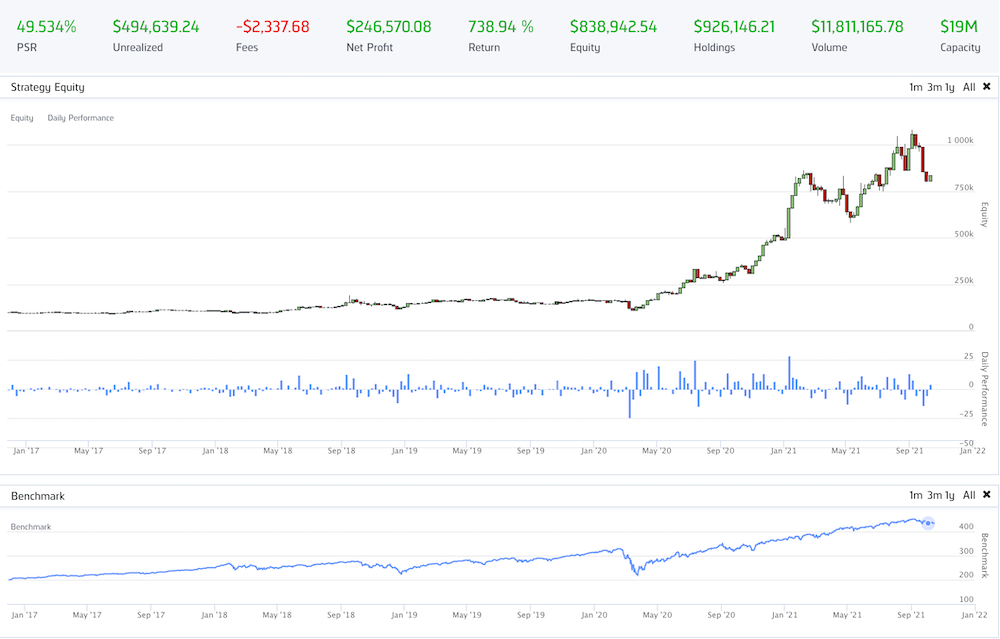 49.534% $494,639.24 -$2,337.68 $246,570.08 738.94 % $838,942.54 $926,146.21 $11,811,165.78 $19M
PSR Unrealized Fees Net Profit Return Equity Holdings Volume Capacity
Strategy Equity 1m 3m 1y All ✖
Equity Daily Performance
1 000k
750k
Equity
500k
250k
0
25
0
Daily Performance
-25
-50
Jan '17 May '17 Sep '17 Jan '18 May '18 Sep '18 Jan '19 May '19 Sep '19 Jan '20 May '20 Sep '20 Jan '21 May '21 Sep '21 Jan '22
Benchmark 1m 3m 1y All ✖
Benchmark
400
300
Benchmark
200
100
Jan '17 May '17 Sep '17 Jan '18 May '18 Sep '18 Jan '19 May '19 Sep '19 Jan '20 May '20 Sep '20 Jan '21 May '21 Sep '21 Jan '22